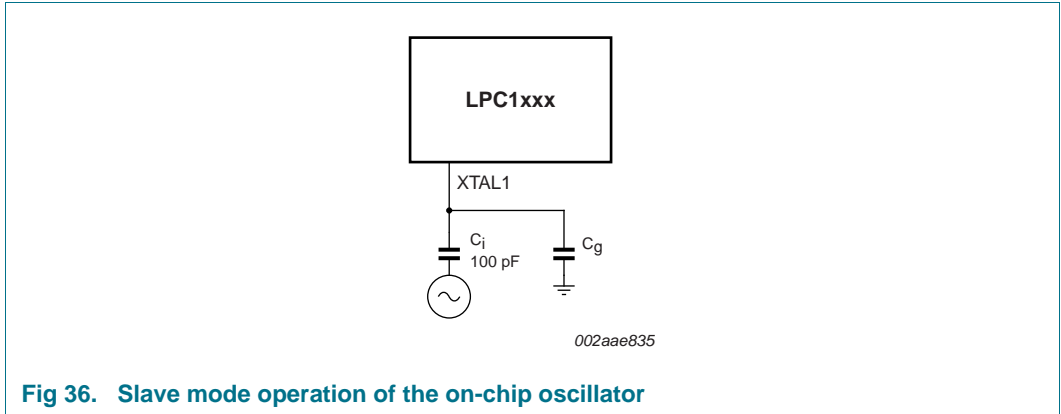 LPC1xxx
XTAL1
Ci
100 pF
Cg
002aae835
Fig 36. Slave mode operation of the on-chip oscillator